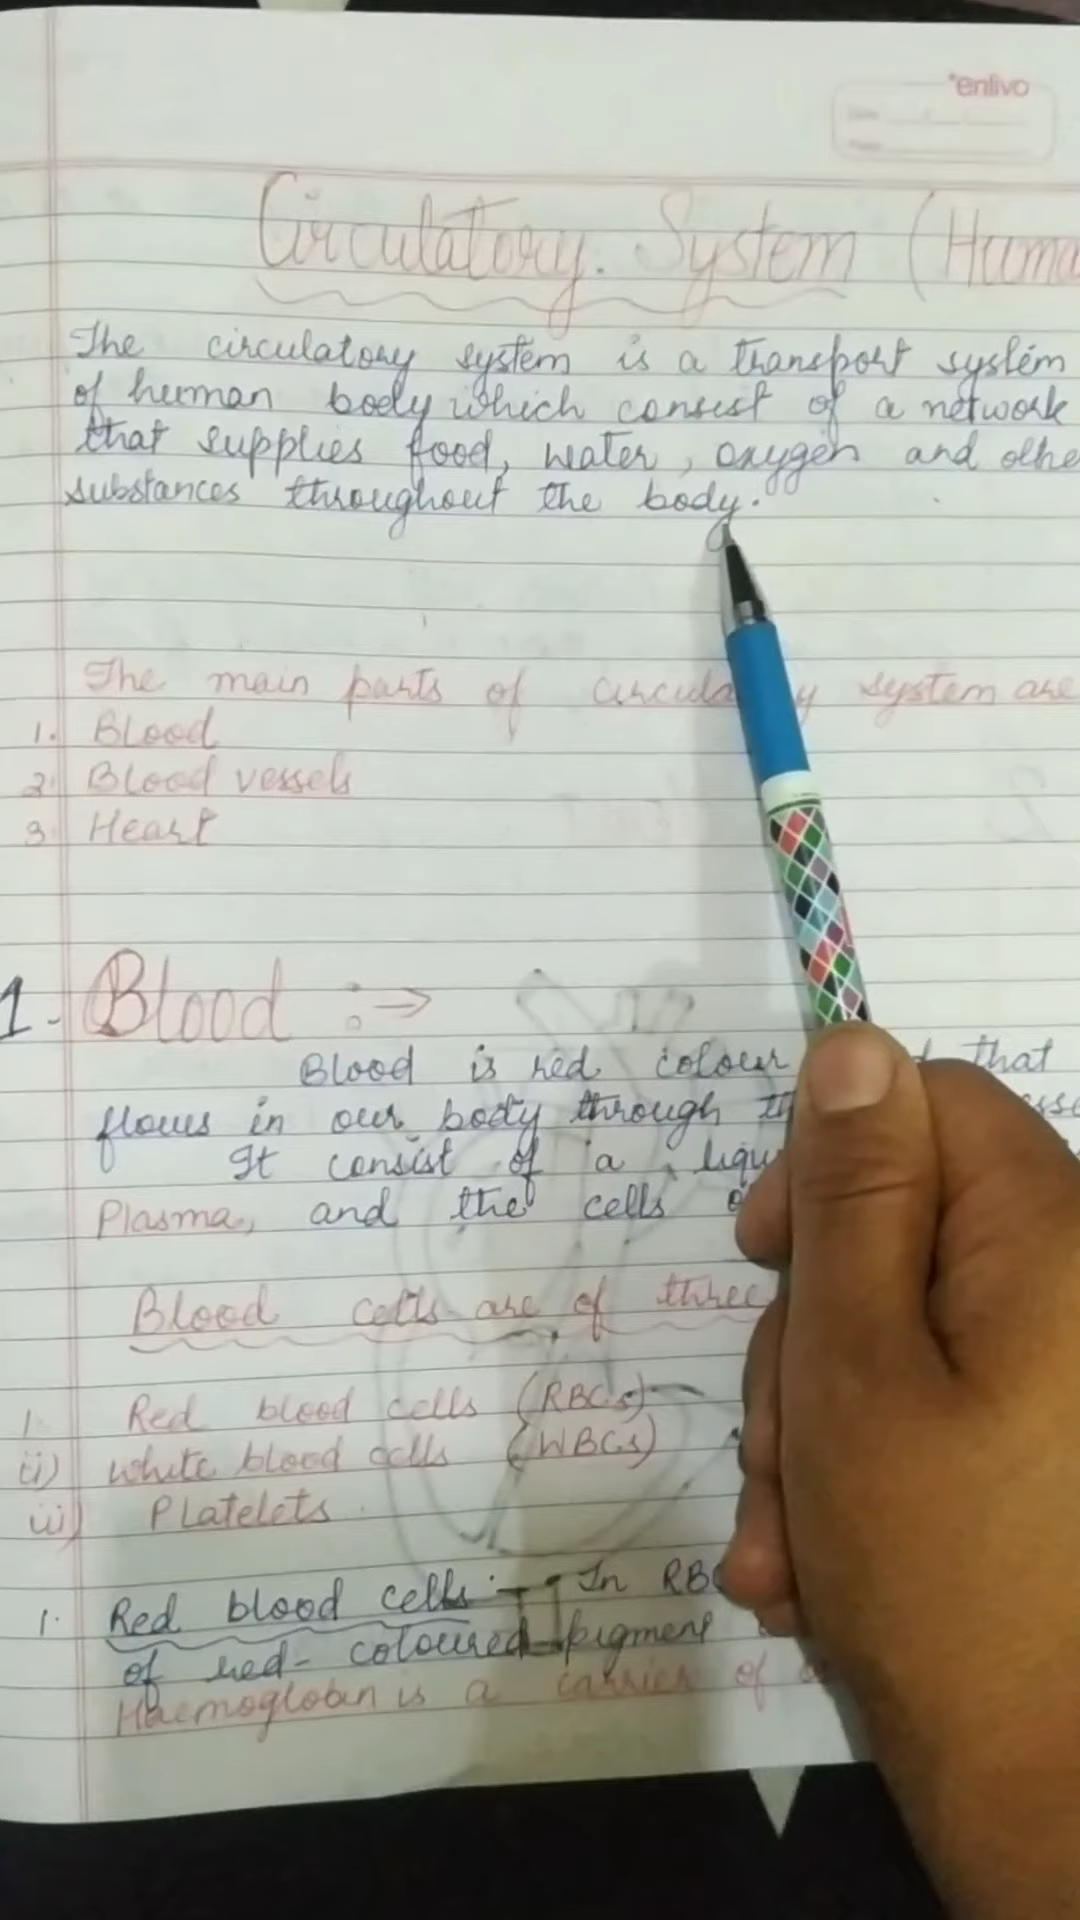 enlivo
Circulatory System (Huma
The circulatory system is a transport system
of human body which consist of a network
that supplies food, water, oxygen and othe
substances throughout the body.
The main parts of circula y system are
1. Blood
2. Blood vessels
3. Heart
1. Blood :→
Blood is red colour that
flows in our body through
It consist of a liqu
Plasma, and the cells
Blood cells are of three
1. Red blood cells (RBCs)
ii) white blood cells (WBCs)
iii) Platelets.
1. Red blood cells :- In RBC
of red-coloured pigment
Haemoglobin is a carrier of